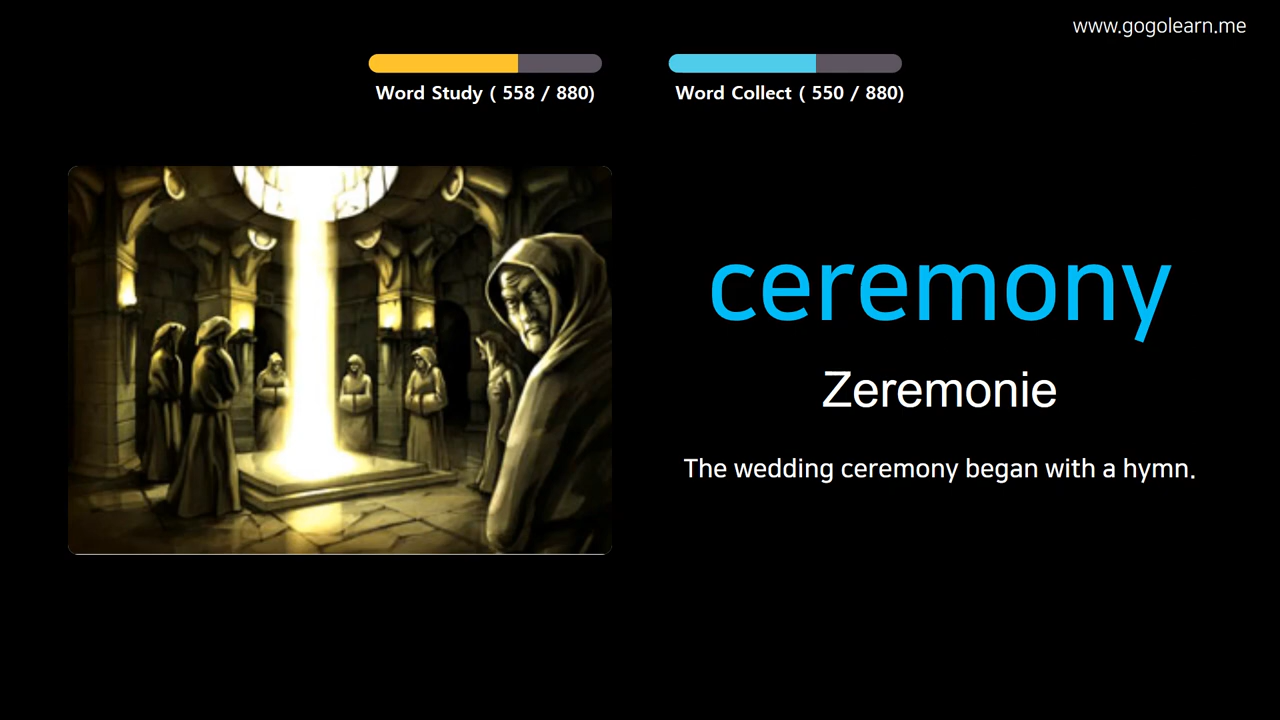 www.gogolearn.me
Word Study ( 558 / 880)
Word Collect ( 550 / 880)
ceremony
Zeremonie
The wedding ceremony began with a hymn.